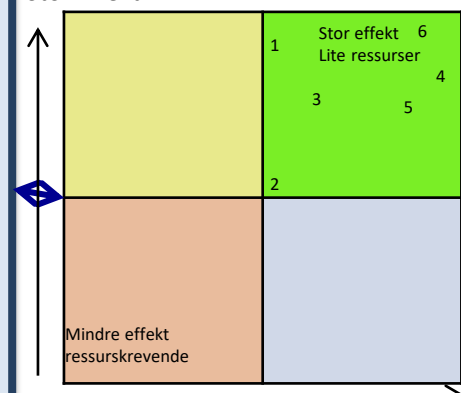 Stor effekt 6
1
Lite ressurser
4
3
5
2
Mindre effekt
ressurskrevende